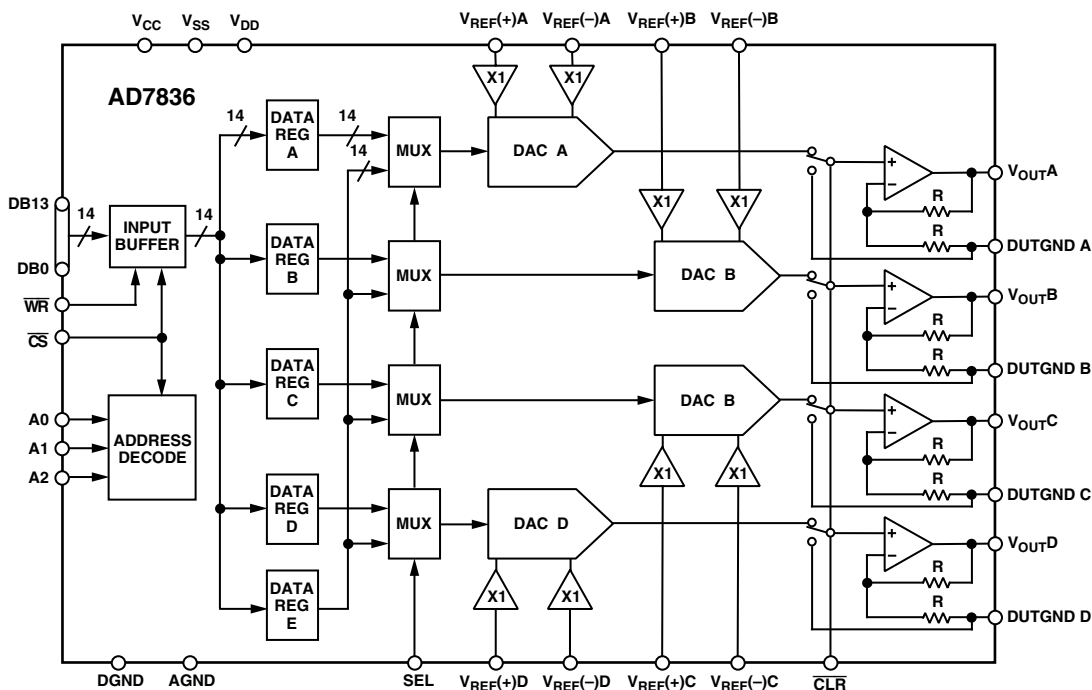 VCC VSS VDD VREF(+)A VREF(–)A VREF(+)B VREF(–)B
AD7836
X1 X1
14 DATA REG A 14 MUX DAC A
14
+ – VOUTA
R
R DUTGND A
DB13
14 INPUT BUFFER 14
DB0
X1 X1
DATA REG B MUX DAC B
+ – VOUTB
R
R DUTGND B
WR
CS
DATA REG C MUX DAC B
+ – VOUTC
R
R DUTGND C
A0
A1 ADDRESS DECODE
A2
X1 X1
DATA REG D MUX DAC D
+ – VOUTD
R
R DUTGND D
DATA REG E
X1 X1
DGND AGND SEL VREF(+)D VREF(–)D VREF(+)C VREF(–)C CLR